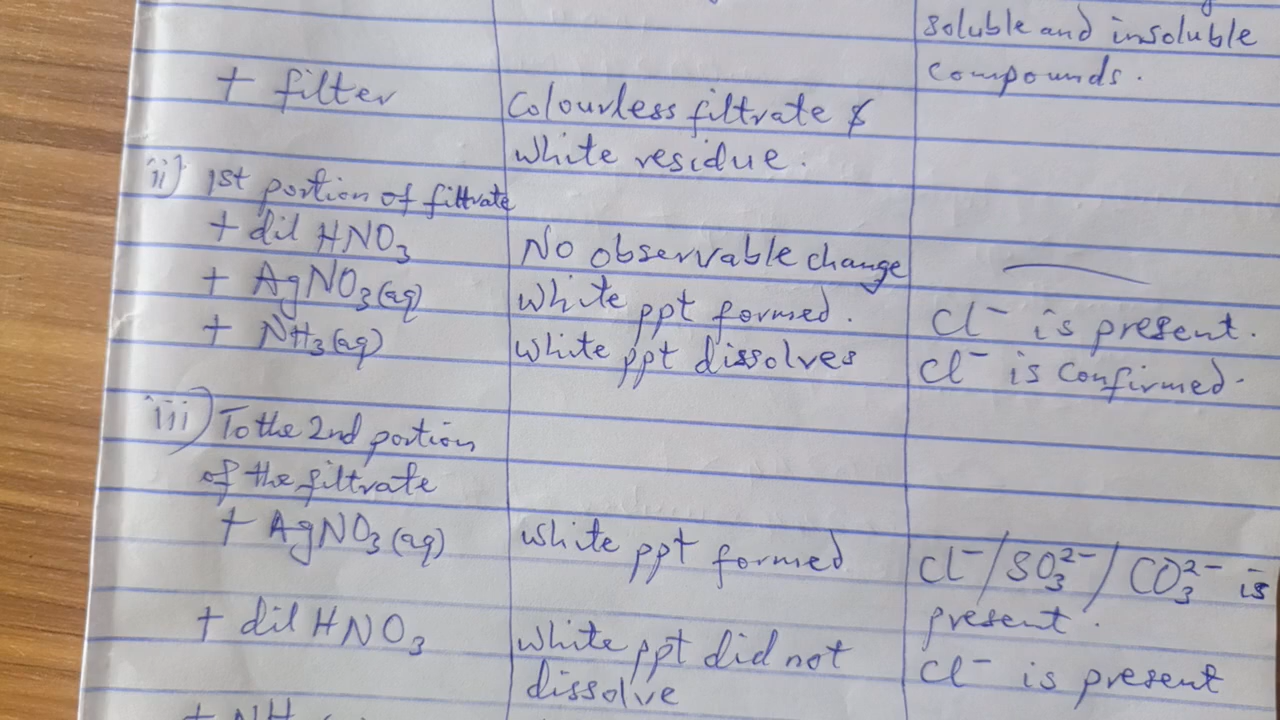 soluble and insoluble
compounds.
+ filter
Colourless filtrate &
white residue.
ii) 1st portion of filtrate
+ dil HNO₃
No observable change
+ AgNO₃(aq)
White ppt formed.
Cl⁻ is present.
+ NH₃(aq)
White ppt dissolves
Cl⁻ is confirmed.
iii) To the 2nd portion
of the filtrate
+ AgNO₃(aq)
White ppt formed
Cl⁻/SO₃²⁻/CO₃²⁻ is
present.
+ dil HNO₃
White ppt did not
dissolve
Cl⁻ is present